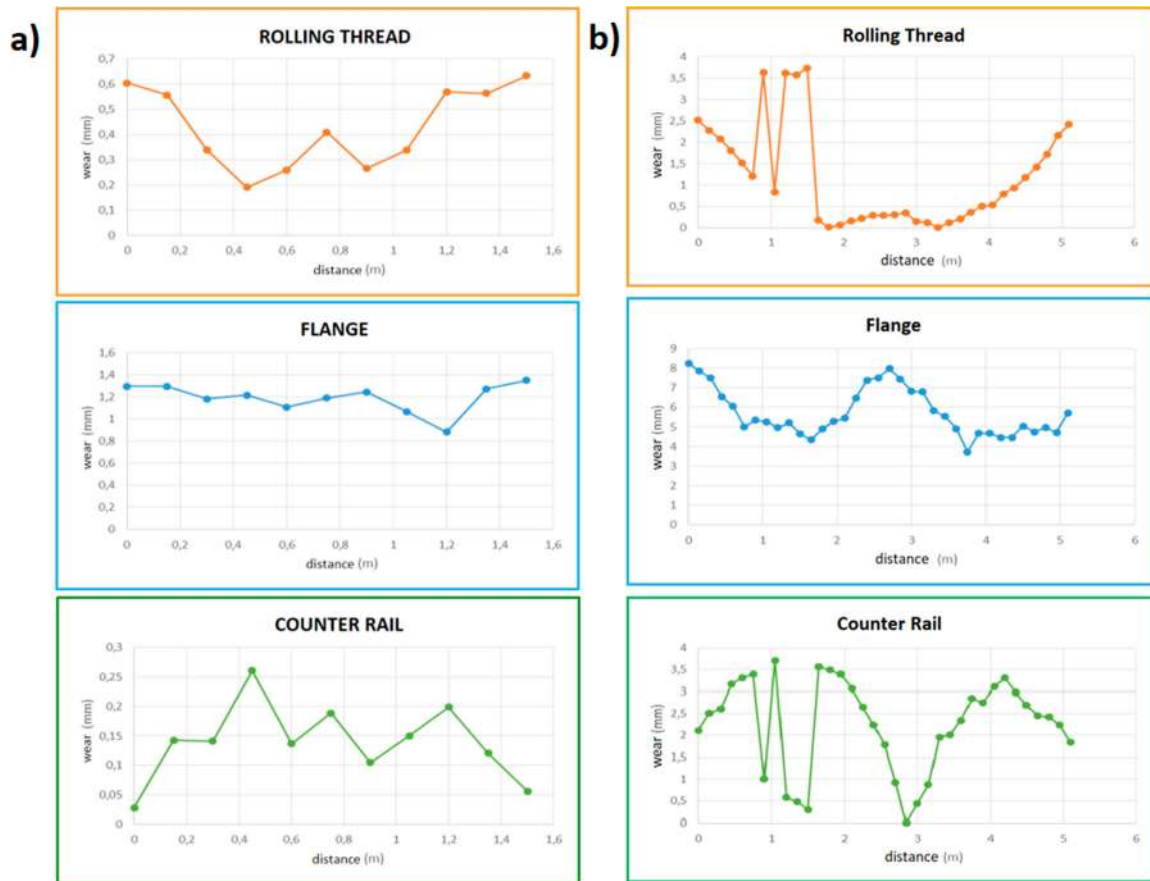 a)
ROLLING THREAD
0,7
0,6
0,5
0,4
0,3
0,2
0,1
0
wear (mm)
0 0,2 0,4 0,6 0,8 1 1,2 1,4 1,6
distance (m)
FLANGE
1,6
1,4
1,2
1
0,8
0,6
0,4
0,2
0
wear (mm)
0 0,2 0,4 0,6 0,8 1 1,2 1,4 1,6
distance (m)
COUNTER RAIL
0,3
0,25
0,2
0,15
0,1
0,05
0
wear (mm)
0 0,2 0,4 0,6 0,8 1 1,2 1,4 1,6
distance (m)
b)
Rolling Thread
4
3,5
3
2,5
2
1,5
1
0,5
0
wear (mm)
0 1 2 3 4 5 6
distance (m)
Flange
9
8
7
6
5
4
3
2
1
0
wear (mm)
0 1 2 3 4 5 6
distance (m)
Counter Rail
4
3,5
3
2,5
2
1,5
1
0,5
0
wear (mm)
0 1 2 3 4 5 6
distance (m)